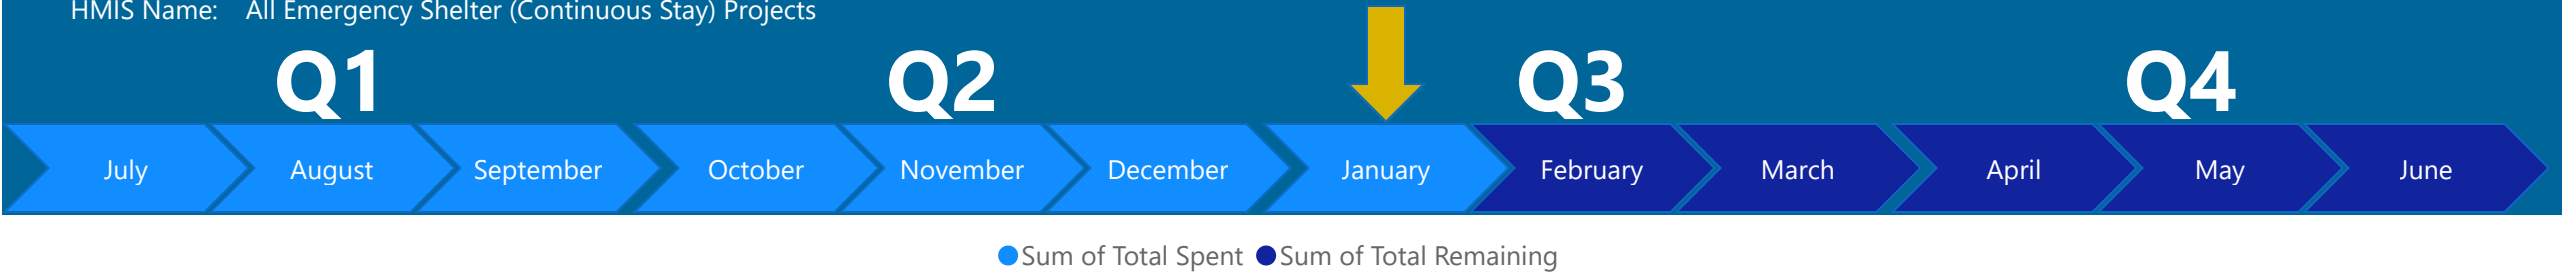 HMIS Name: All Emergency Shelter (Continuous Stay) Projects
Q1 Q2 Q3 Q4
July August September October November December January February March April May June
Sum of Total Spent Sum of Total Remaining